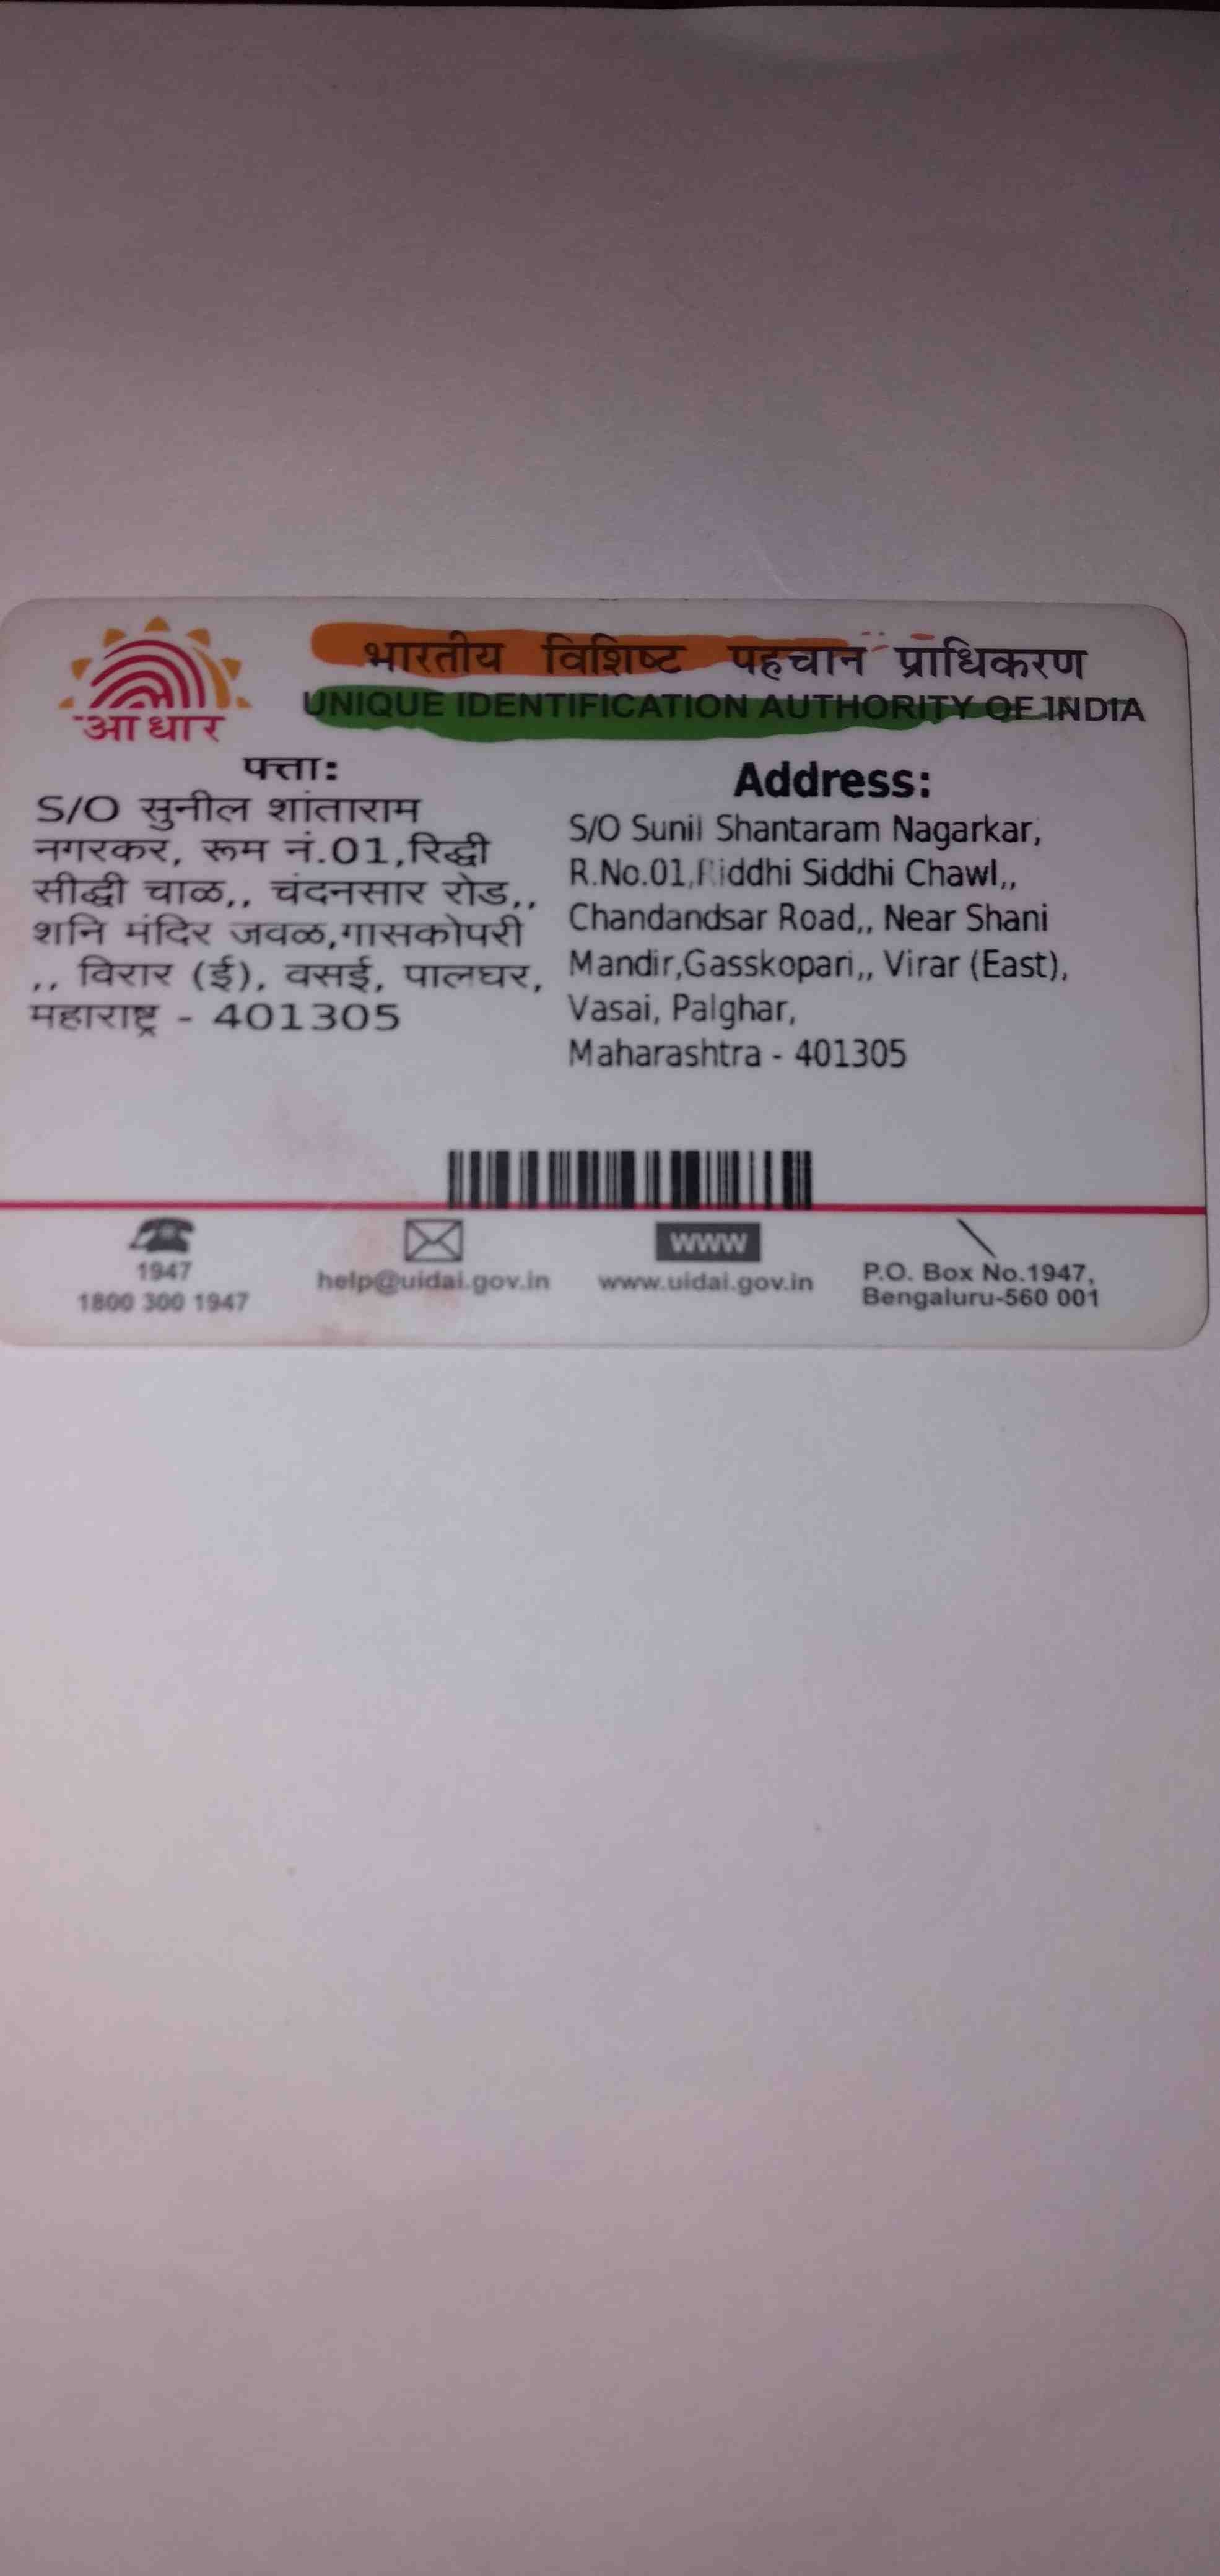 भारतीय विशिष्ट पहचान प्राधिकरण
UNIQUE IDENTIFICATION AUTHORITY OF INDIA
आधार
पत्ता:
S/O सुनील शांताराम
नगरकर, रूम नं.01,रिद्धी
सीद्धी चाळ,, चंदनसार रोड,,
शनि मंदिर जवळ,गासकोपरी
,, विरार (ई), वसई, पालघर,
महाराष्ट्र - 401305
Address:
S/O Sunil Shantaram Nagarkar,
R.No.01,Riddhi Siddhi Chawl,,
Chandandsar Road,, Near Shani
Mandir,Gasskopari,, Virar (East),
Vasai, Palghar,
Maharashtra - 401305
1947
1800 300 1947
help@uidai.gov.in
www
www.uidai.gov.in
P.O. Box No.1947,
Bengaluru-560 001